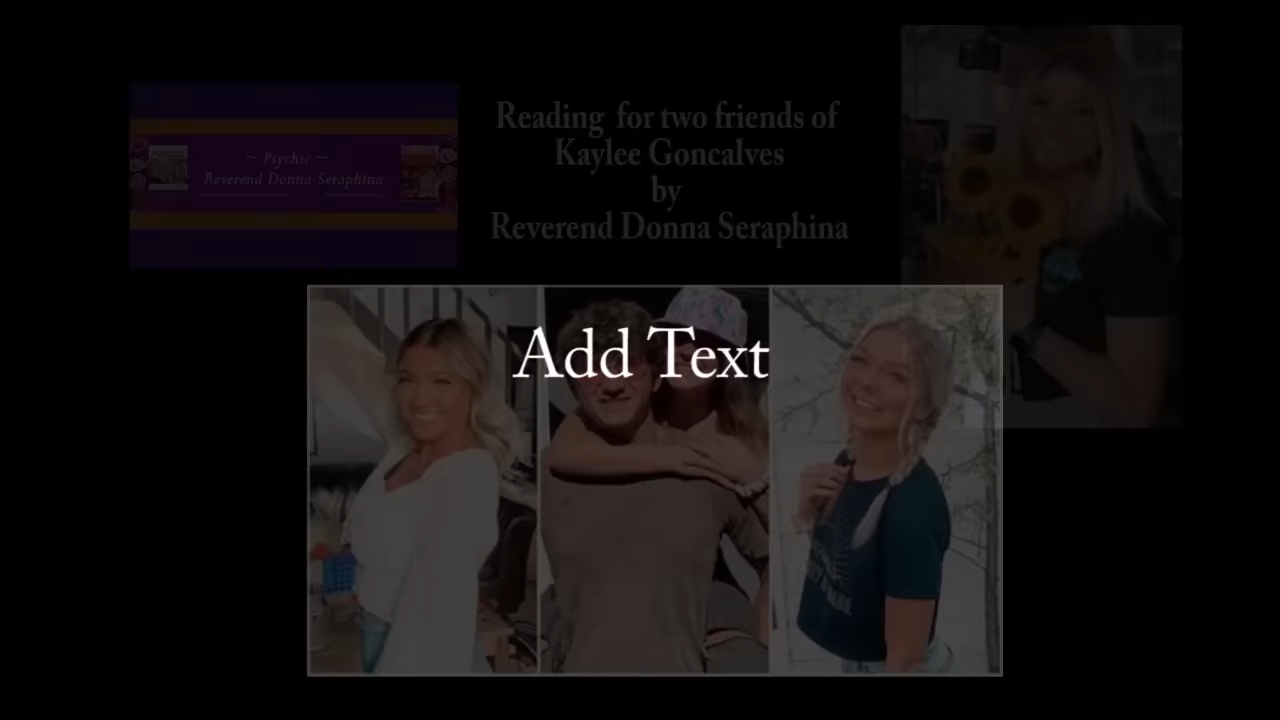 ~ Psychic ~
Reverend Donna Seraphina
Reading for two friends of
Kaylee Goncalves
by
Reverend Donna Seraphina
Add Text